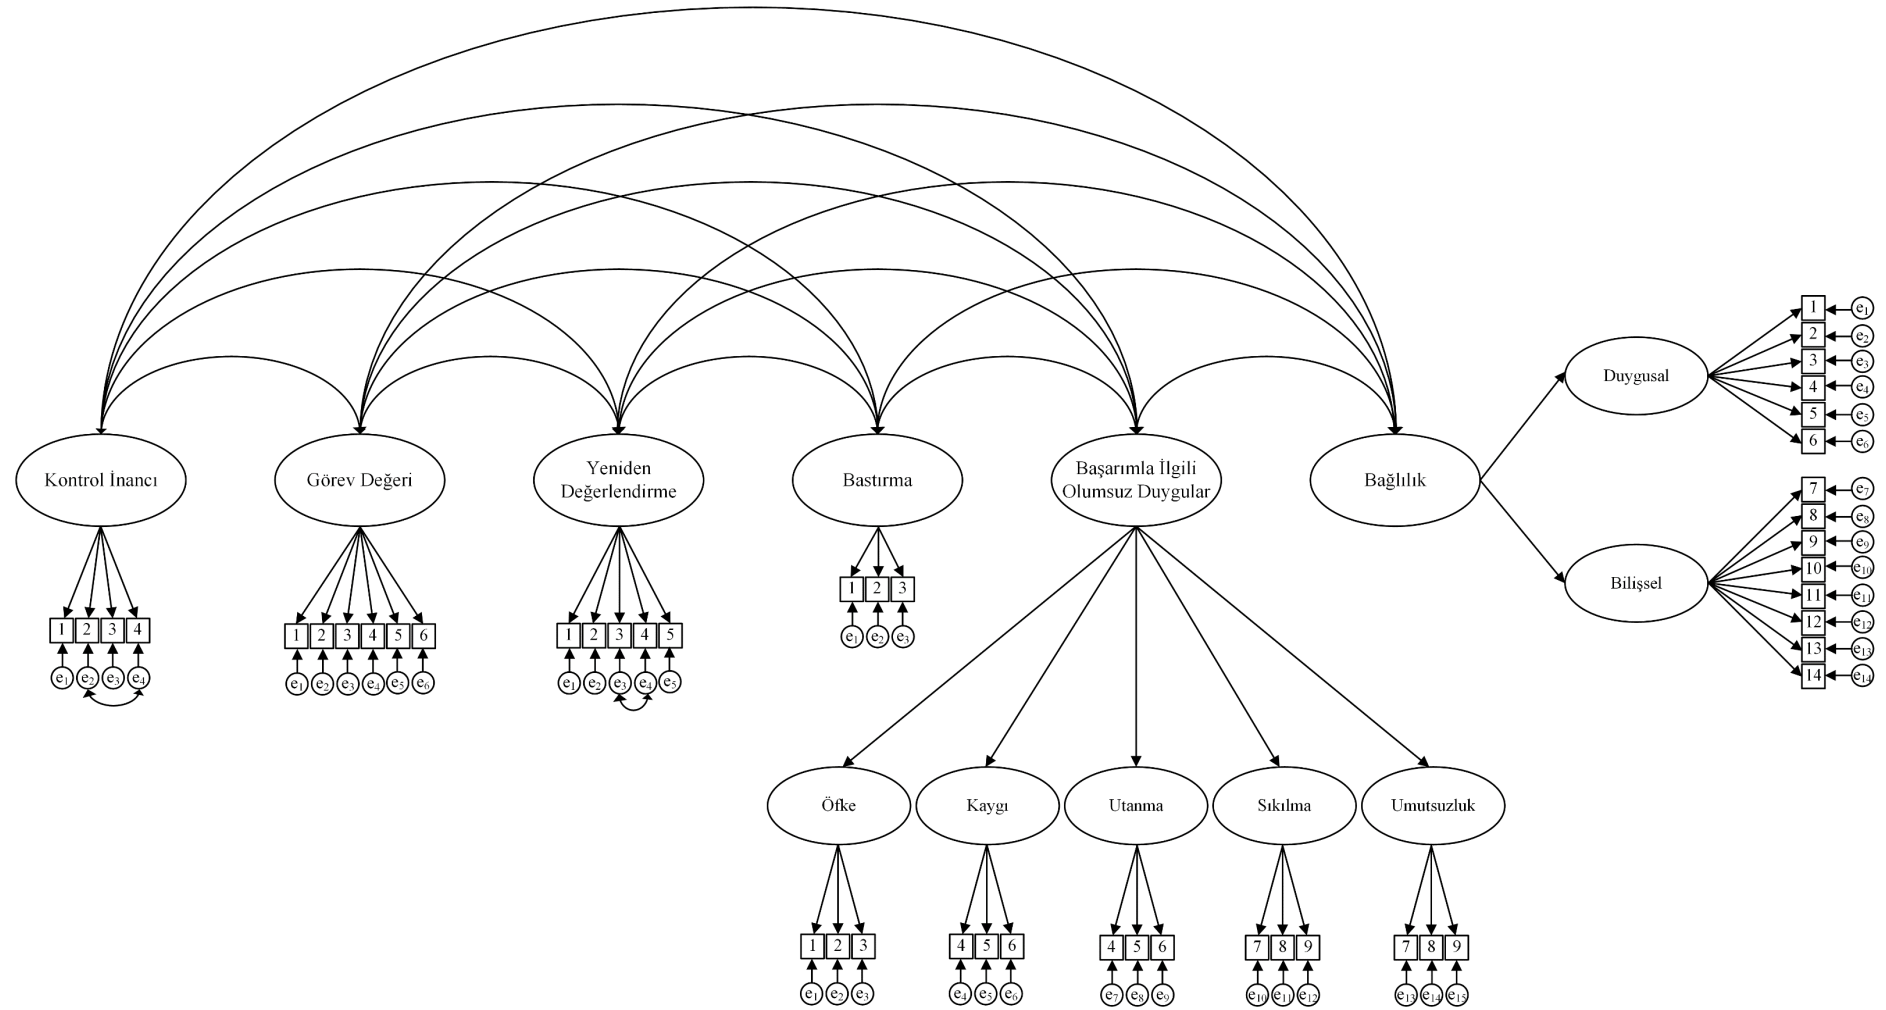 Kontrol İnancı
Görev Değeri
Yeniden
Değerlendirme
Bastırma
Başarımla İlgili
Olumsuz Duygular
Bağlılık
Duygusal
Bilişsel
1 e1
2 e2
3 e3
4 e4
5 e5
6 e6
7 e7
8 e8
9 e9
10 e10
11 e11
12 e12
13 e13
14 e14
1 2 3 4
e1 e2 e3 e4
1 2 3 4 5 6
e1 e2 e3 e4 e5 e6
1 2 3 4 5
e1 e2 e3 e4 e5
1 2 3
e1 e2 e3
Öfke
Kaygı
Utanma
Sıkılma
Umutsuzluk
1 2 3
e1 e2 e3
4 5 6
e4 e5 e6
4 5 6
e7 e8 e9
7 8 9
e10 e11 e12
7 8 9
e13 e14 e15